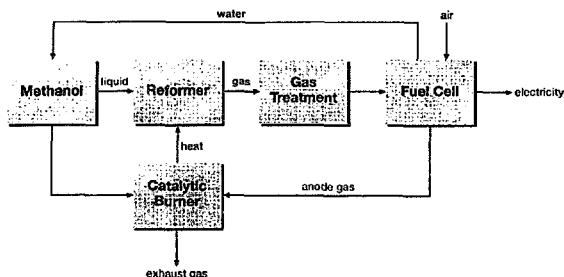 water
air
Methanol
liquid
Reformer
gas
Gas
Treatment
Fuel Cell
electricity
heat
Catalytic
Burner
anode gas
exhaust gas